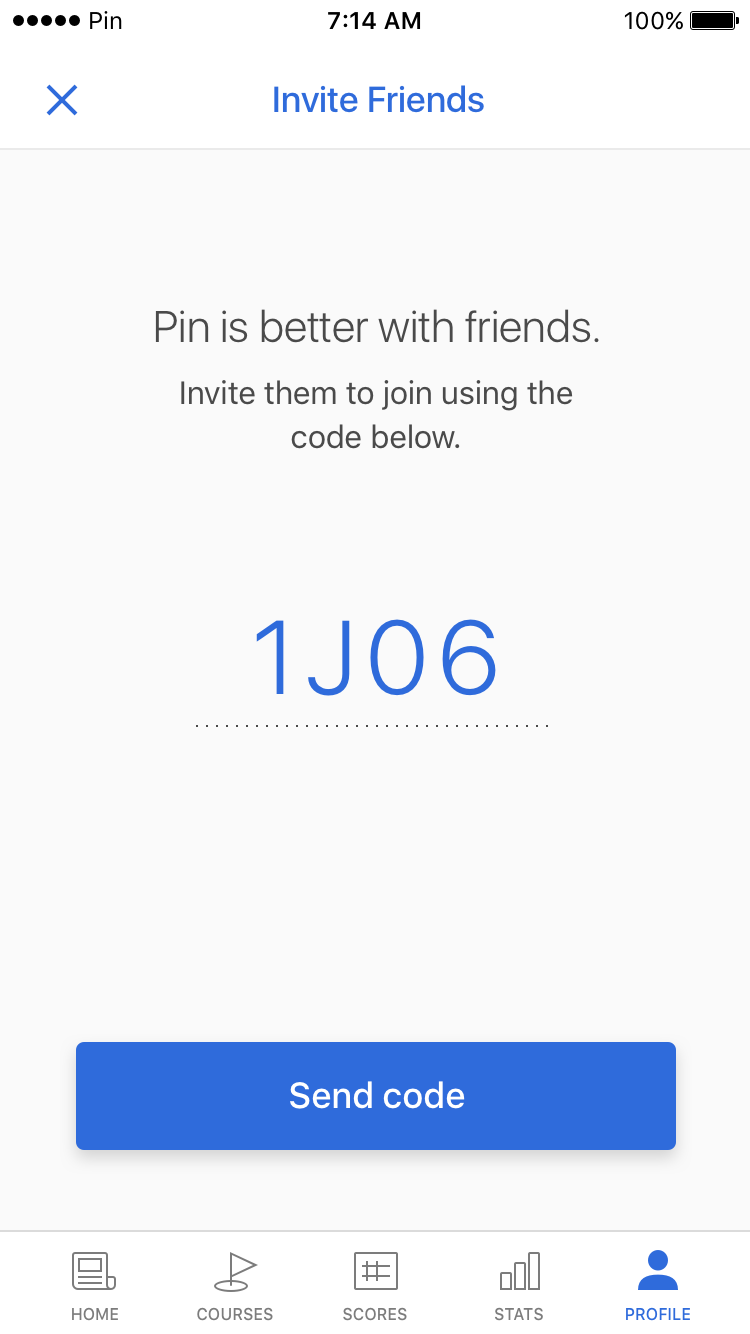 Pin 7:14 AM 100%
Invite Friends
Pin is better with friends.
Invite them to join using the
code below.
1J06
Send code
HOME COURSES SCORES STATS PROFILE